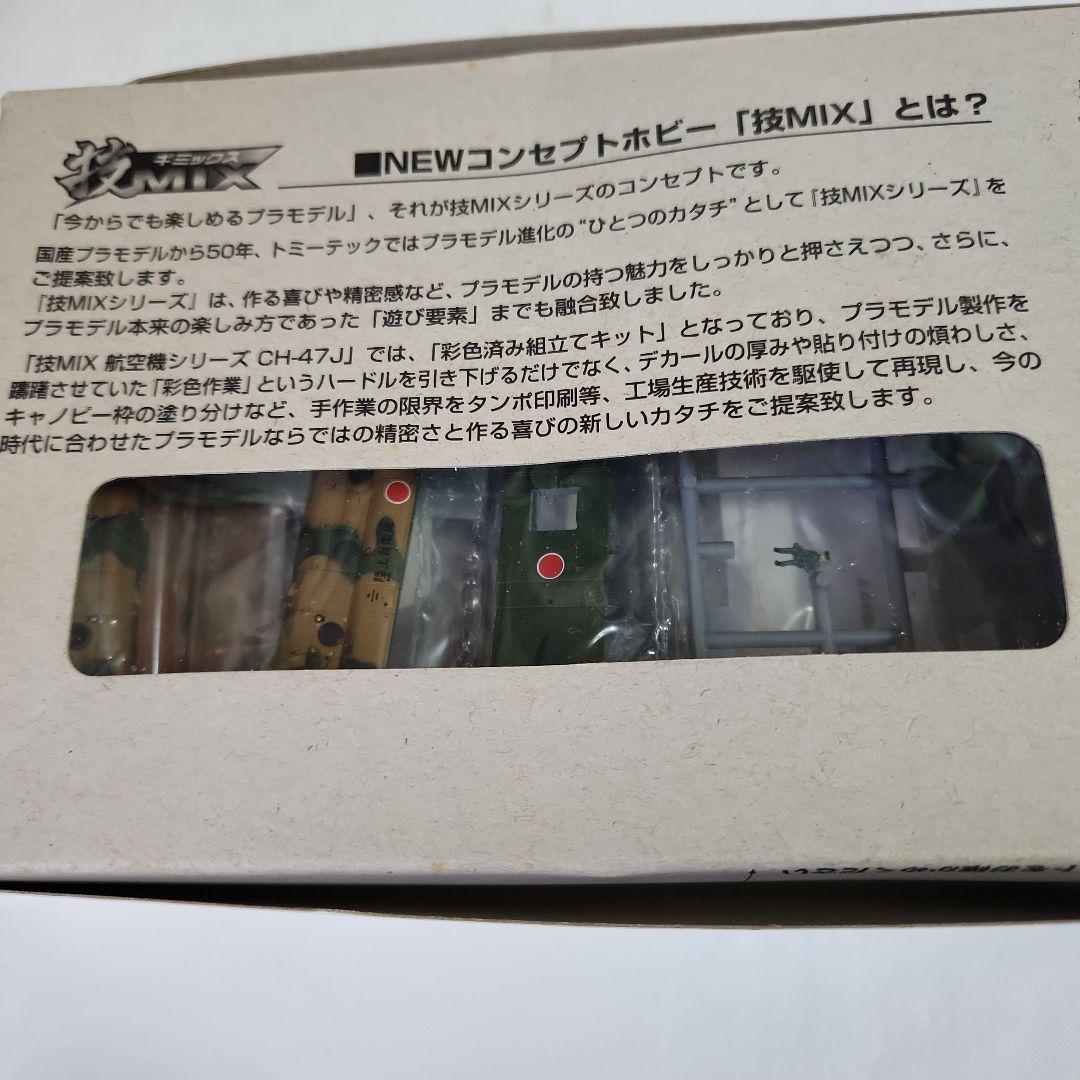 技MIX
ギミックス
■NEWコンセプトホビー「技MIX」とは？
「今からでも楽しめるプラモデル」、それが技MIXシリーズのコンセプトです。
国産プラモデルから50年、トミーテックではプラモデル進化の“ひとつのカタチ”として『技MIXシリーズ』を
ご提案致します。
『技MIXシリーズ』は、作る喜びや精密感など、プラモデルの持つ魅力をしっかりと押さえつつ、さらに、
プラモデル本来の楽しみ方であった「遊び要素」までも融合致しました。
「技MIX 航空機シリーズ CH-47J」では、「彩色済み組立てキット」となっており、プラモデル製作を
躊躇させていた「彩色作業」というハードルを引き下げるだけでなく、デカールの厚みや貼り付けの煩わしさ、
キャノピー枠の塗り分けなど、手作業の限界をタンポ印刷等、工場生産技術を駆使して再現し、今の
時代に合わせたプラモデルならではの精密さと作る喜びの新しいカタチをご提案致します。